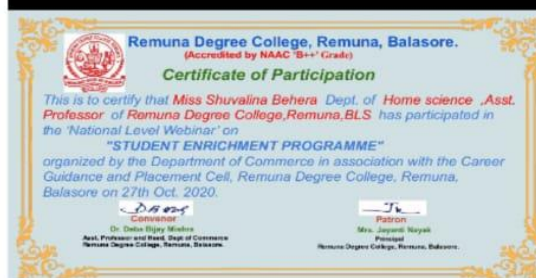 Remuna Degree College, Remuna, Balasore.
(Accredited by NAAC 'B++' Grade)
Certificate of Participation
This is to certify that Miss Shuvalina Behera Dept. of Home science ,Asst.
Professor of Remuna Degree College,Remuna,BLS has participated in
the 'National Level Webinar' on
"STUDENT ENRICHMENT PROGRAMME"
organized by the Department of Commerce in association with the Career
Guidance and Placement Cell, Remuna Degree College, Remuna,
Balasore on 27th Oct. 2020.
Convenor
Dr. Deba Bijay Mishra
Asst. Professor and Head, Dept of Commerce
Remuna Degree College, Remuna, Balasore.
Patron
Mrs. Jayanti Nayak
Principal
Remuna Degree College, Remuna, Balasore.